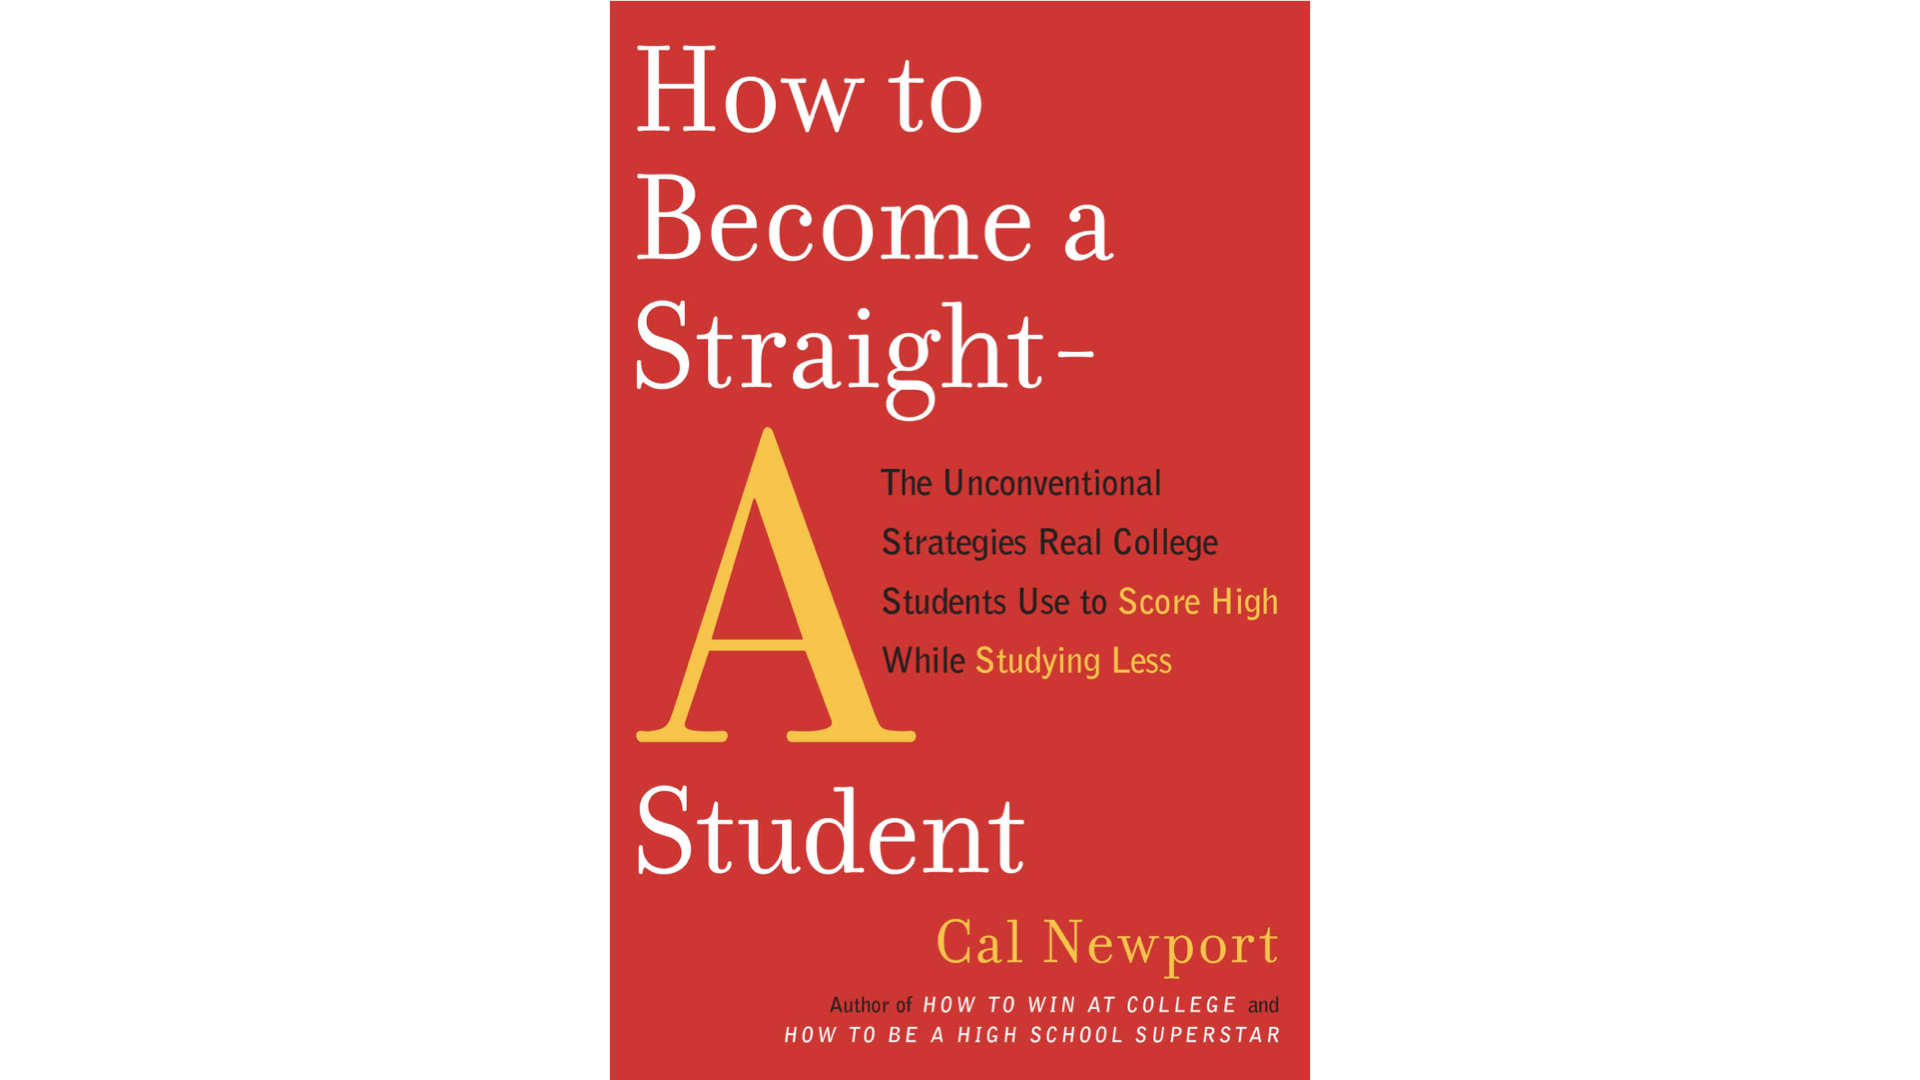 How to
Become a
Straight-
A
The Unconventional
Strategies Real College
Students Use to Score High
While Studying Less
Student
Cal Newport
Author of HOW TO WIN AT COLLEGE and
HOW TO BE A HIGH SCHOOL SUPERSTAR